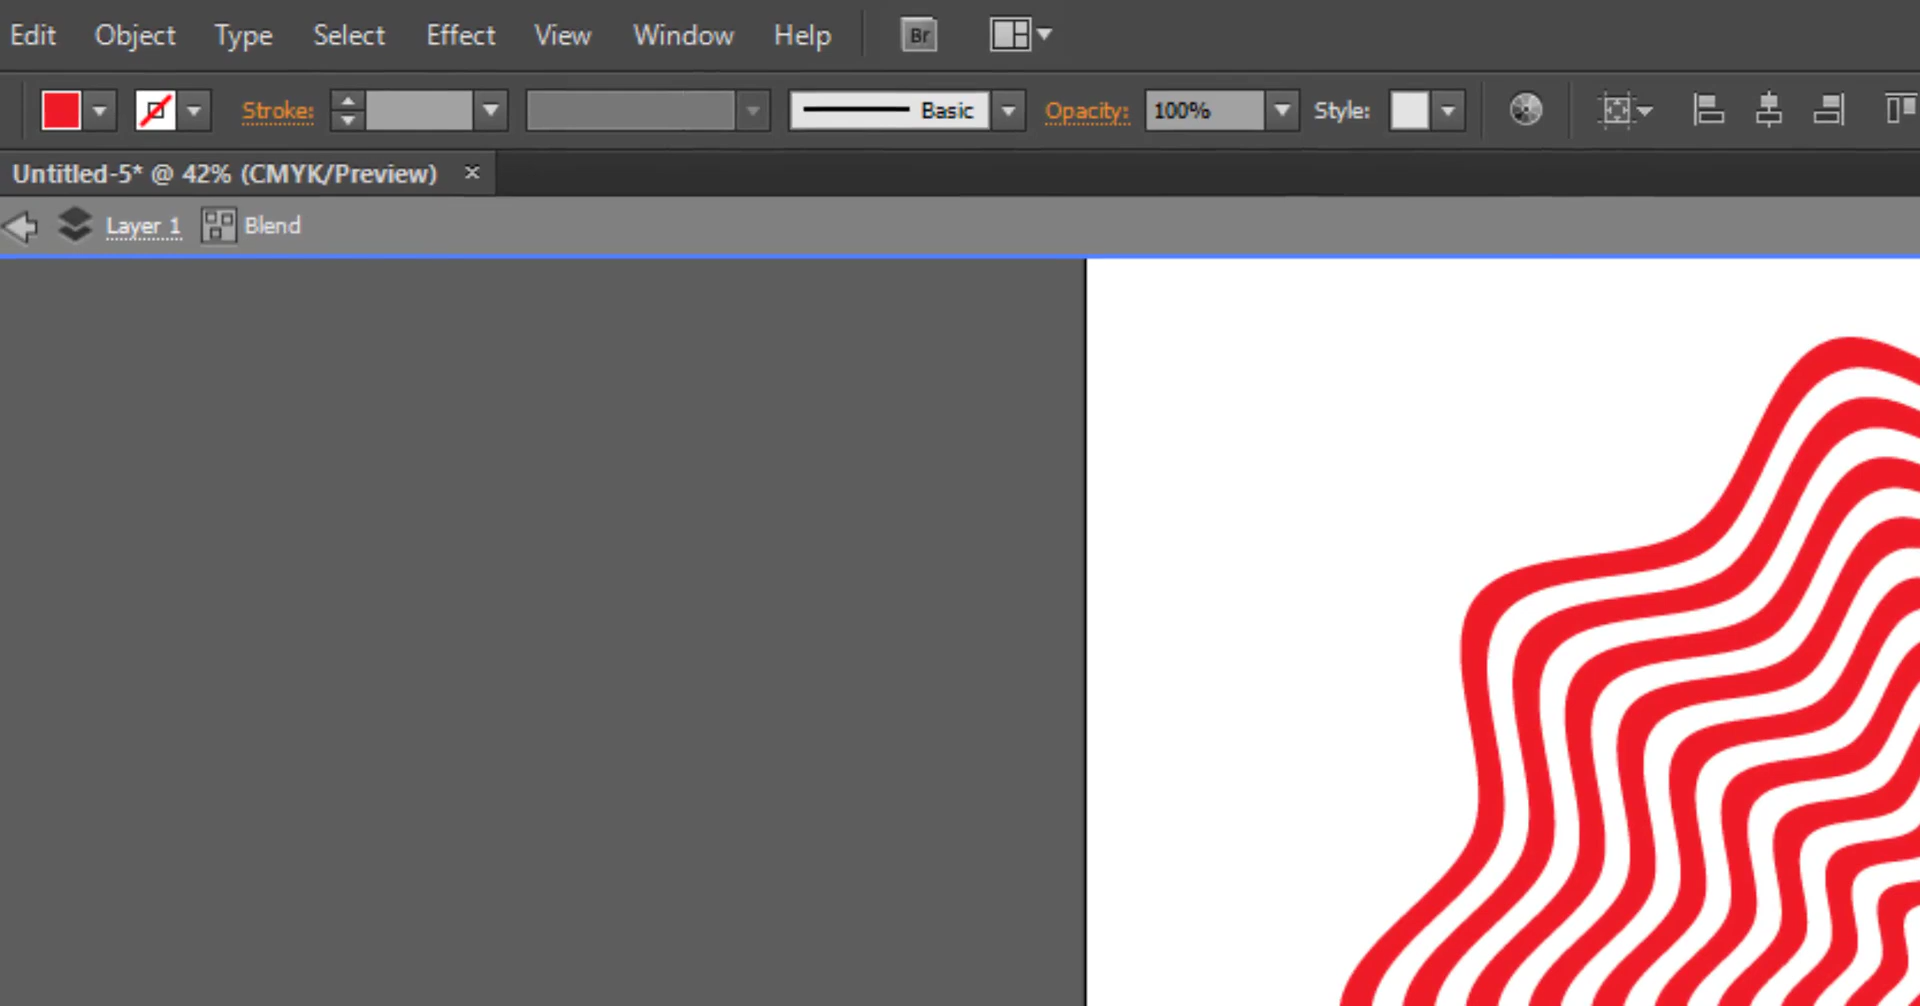 Edit Object Type Select Effect View Window Help Br
Stroke: Basic Opacity: 100% Style:
Untitled-5* @ 42% (CMYK/Preview) ×
Layer 1 Blend